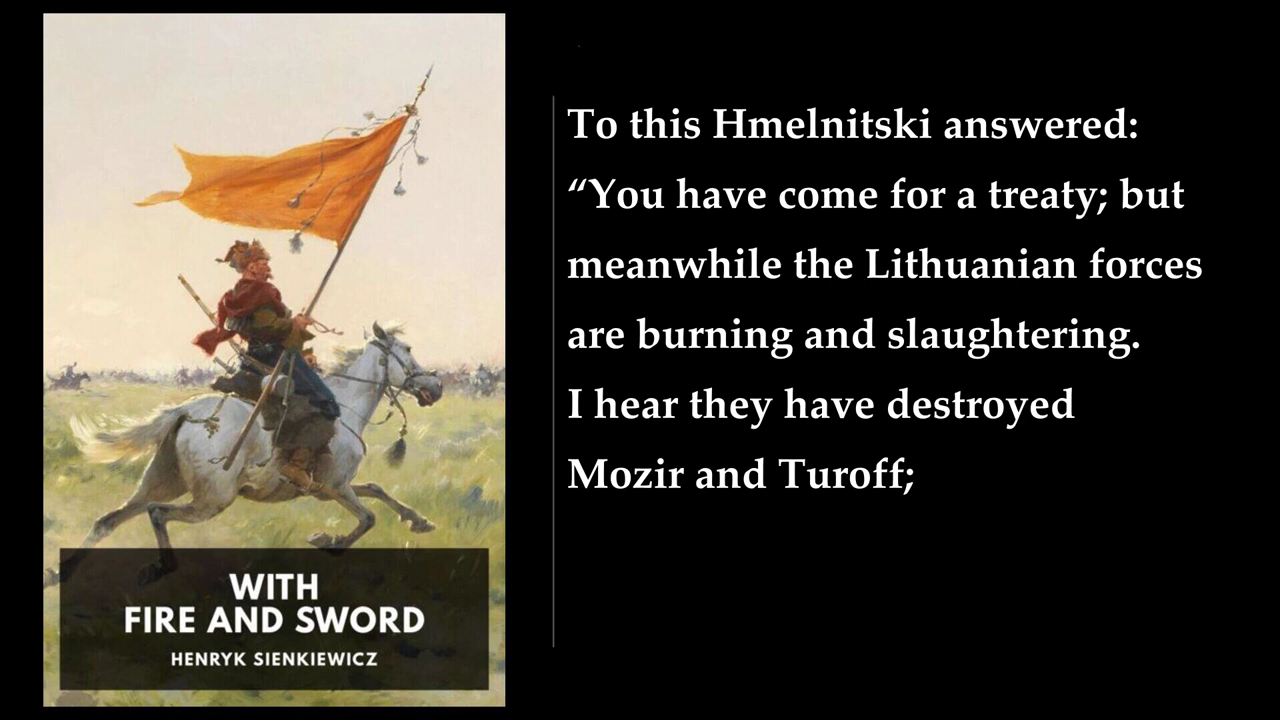 WITH
FIRE AND SWORD
HENRYK SIENKIEWICZ
To this Hmelnitski answered:
“You have come for a treaty; but
meanwhile the Lithuanian forces
are burning and slaughtering.
I hear they have destroyed
Mozir and Turoff;